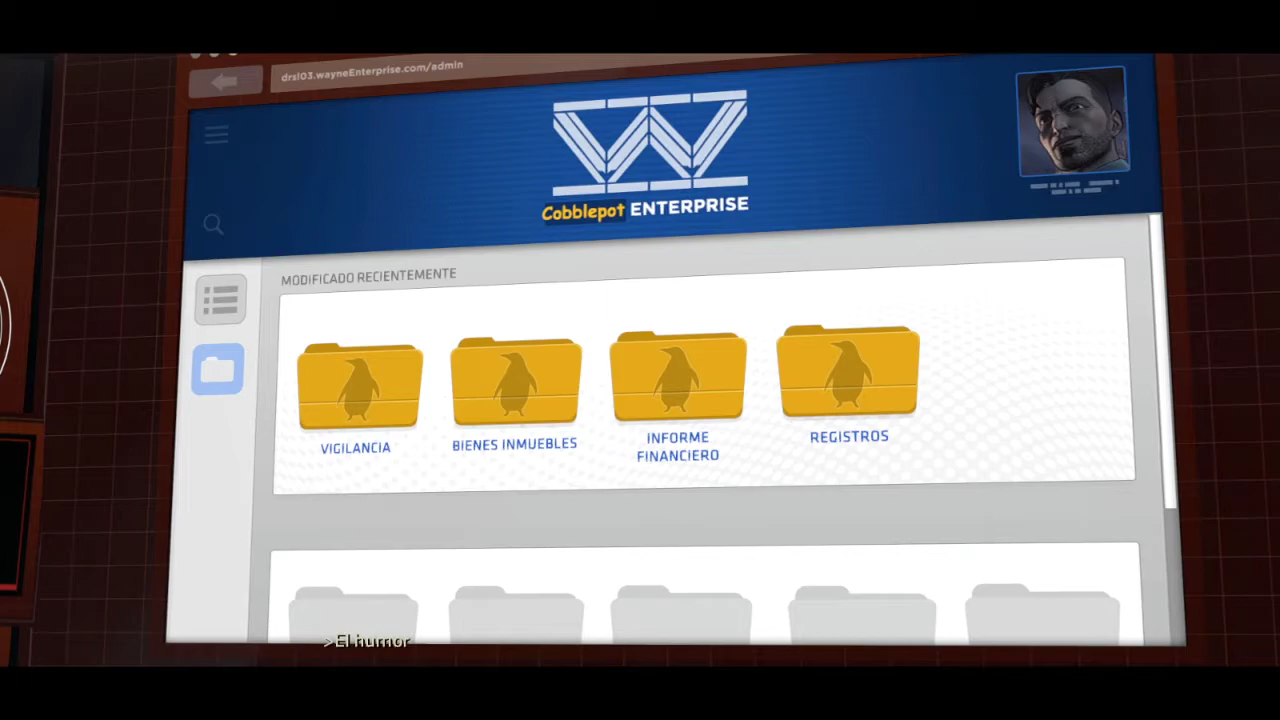 drsl03.wayneEnterprise.com/admin
Cobblepot ENTERPRISE
MODIFICADO RECIENTEMENTE
VIGILANCIA
BIENES INMUEBLES
INFORME
FINANCIERO
REGISTROS
>El humor